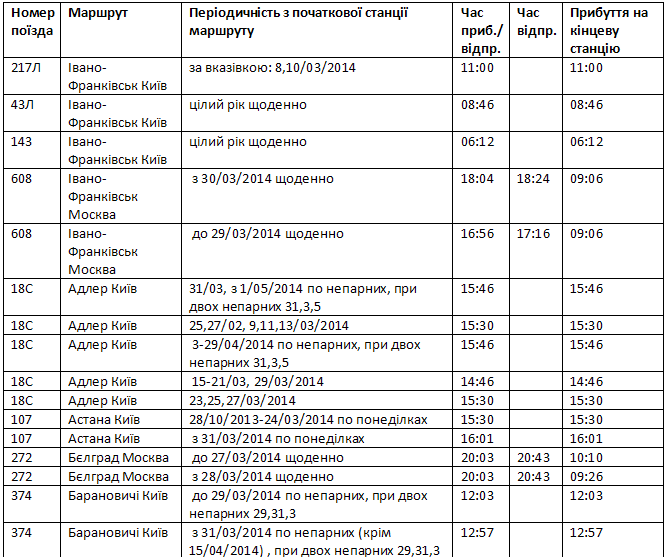 Номер Маршрут Періодичність з початкової станції Час Час Прибуття на
поїзда маршруту приб./ відпр. кінцеву
відпр. станцію
217Л Івано- за вказівкою: 8,10/03/2014 11:00 11:00
Франківськ Київ
43Л Івано- цілий рік щоденно 08:46 08:46
Франківськ Київ
143 Івано- цілий рік щоденно 06:12 06:12
Франківськ Київ
608 Івано- з 30/03/2014 щоденно 18:04 18:24 09:06
Франківськ
Москва
608 Івано- до 29/03/2014 щоденно 16:56 17:16 09:06
Франківськ
Москва
18С Адлер Київ 31/03, з 1/05/2014 по непарних, при 15:46 15:46
двох непарних 31,3,5
18С Адлер Київ 25,27/02, 9,11,13/03/2014 15:30 15:30
18С Адлер Київ 3-29/04/2014 по непарних, при двох 15:46 15:46
непарних 31,3,5
18С Адлер Київ 15-21/03, 29/03/2014 14:46 14:46
18С Адлер Київ 23,25,27/03/2014 15:30 15:30
107 Астана Київ 28/10/2013-24/03/2014 по понеділках 15:30 15:30
107 Астана Київ з 31/03/2014 по понеділках 16:01 16:01
272 Бєлград Москва до 27/03/2014 щоденно 20:03 20:43 10:10
272 Бєлград Москва з 28/03/2014 щоденно 20:03 20:43 09:26
374 Барановичі Київ до 29/03/2014 по непарних, при двох 12:03 12:03
непарних 29,31,3
374 Барановичі Київ з 31/03/2014 по непарних (крім 12:57 12:57
15/04/2014) , при двох непарних 29,31,3